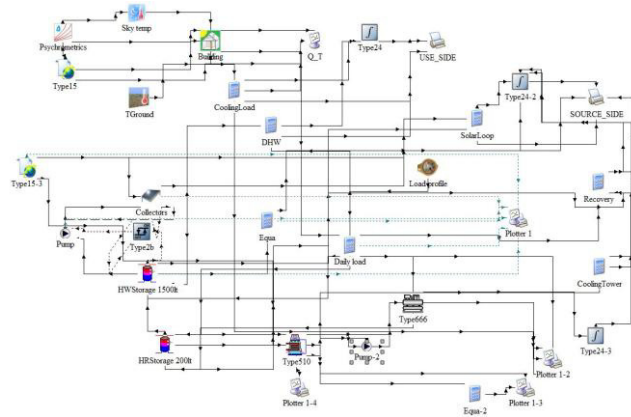 Sky temp
Psychrometrics
Building
Type24
Q_T
USE_SIDE
Type15
TGround
CoolingLoad
Type24-2
SOURCE_SIDE
DHW
SolarLoop
Type15-3
Loadprofile
Collectors
Recovery
Pump
Type2b
Equa
Plotter 1
Daily load
HWStorage 1500lt
CoolingTower
Type666
HRStorage 200lt
Type510
Pump-2
Type24-3
Plotter 1-2
Plotter 1-4
Equa-2
Plotter 1-3